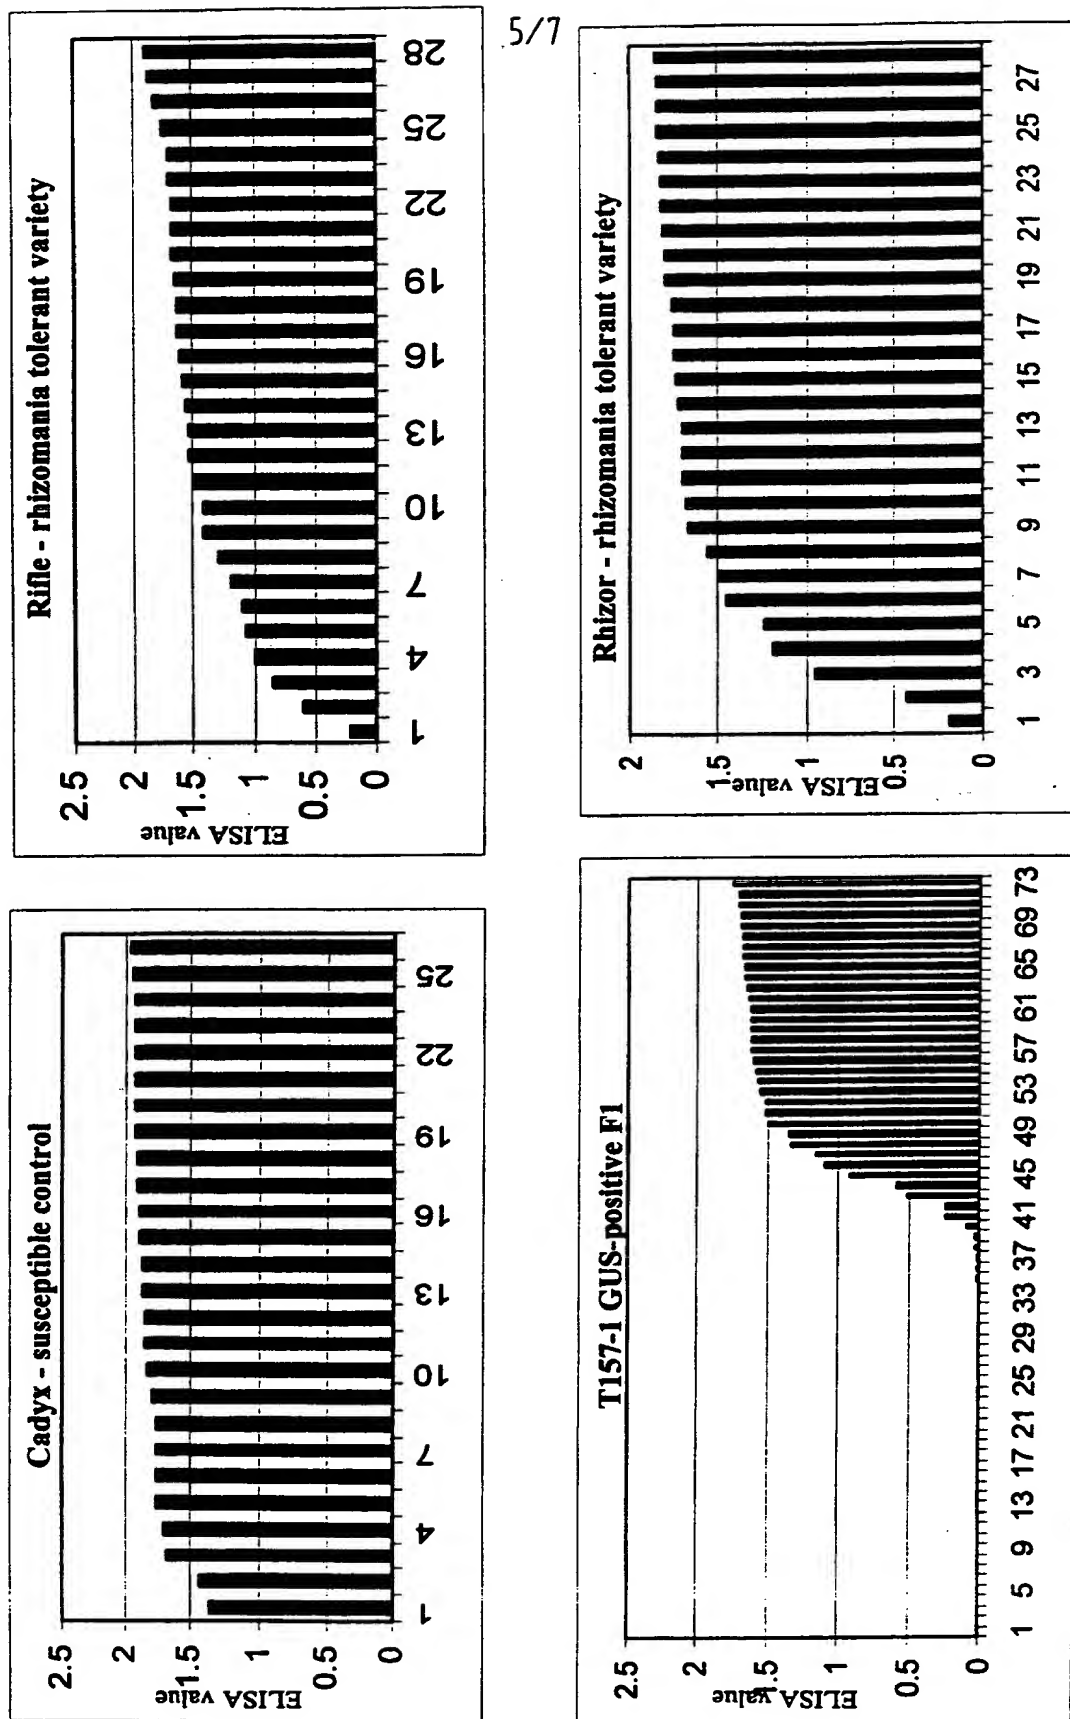 5/7
Cadyx - susceptible control
ELISA value
2.5
2
1.5
1
0.5
0
1 4 7 10 13 16 19 22 25
Rifle - rhizomania tolerant variety
ELISA value
2.5
2
1.5
1
0.5
0
1 4 7 10 13 16 19 22 25 28
T157-1 GUS-positive F1
ELISA value
2.5
2
1.5
1
0.5
0
1 5 9 13 17 21 25 29 33 37 41 45 49 53 57 61 65 69 73
Rhizor - rhizomania tolerant variety
ELISA value
2
1.5
1
0.5
0
1 3 5 7 9 11 13 15 17 19 21 23 25 27